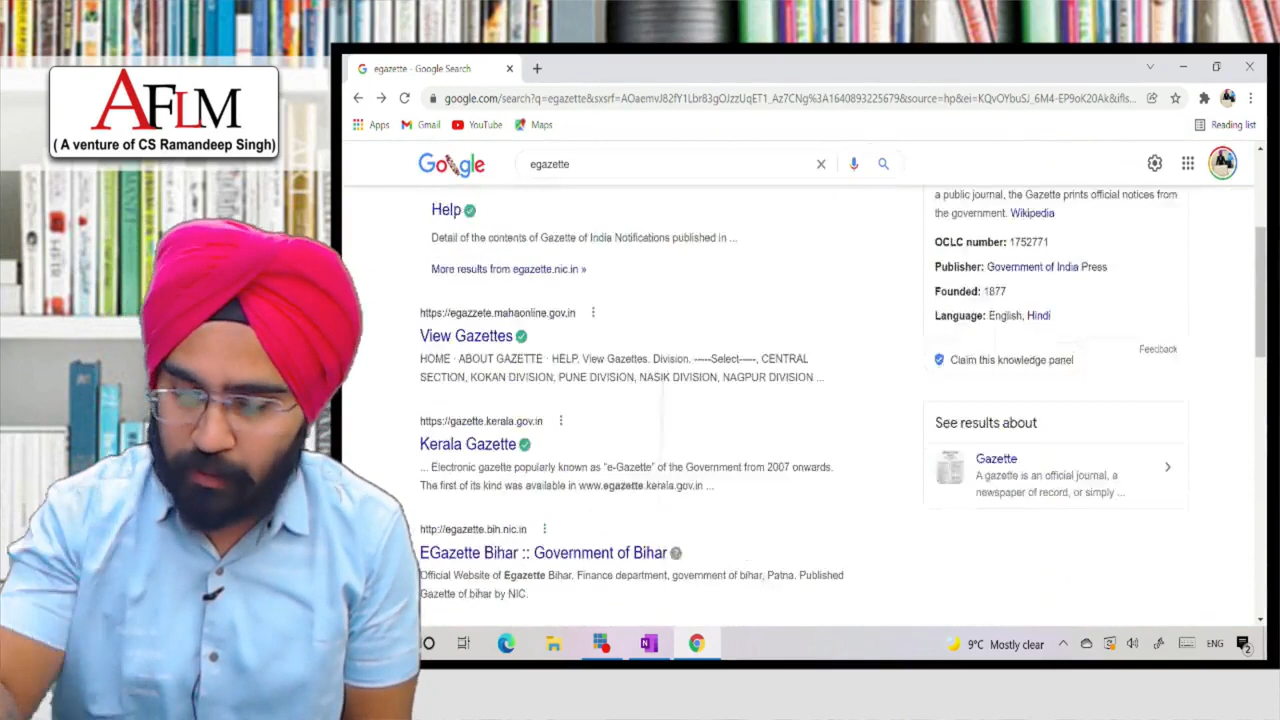 AFLM
( A venture of CS Ramandeep Singh)
egazette - Google Search
google.com/search?q=egazette&sxsrf=AOaemvJ82fY1Lbr83gOJzzUqET1_Az7CNg%3A1640893225679&source=hp&ei=KQvOYbuSJ_6M4-EP9oK20Ak&ifls...
Apps Gmail YouTube Maps Reading list
Google egazette
Help
Detail of the contents of Gazette of India Notifications published in ...
More results from egazette.nic.in »
https://egazzete.mahaonline.gov.in
View Gazettes
HOME · ABOUT GAZETTE · HELP. View Gazettes. Division. -----Select-----, CENTRAL
SECTION, KOKAN DIVISION, PUNE DIVISION, NASIK DIVISION, NAGPUR DIVISION ...
https://gazette.kerala.gov.in
Kerala Gazette
... Electronic gazette popularly known as “e-Gazette” of the Government from 2007 onwards.
The first of its kind was available in www.egazette.kerala.gov.in ...
http://egazette.bih.nic.in
EGazette Bihar :: Government of Bihar
Official Website of Egazette Bihar. Finance department, government of bihar, Patna. Published
Gazette of bihar by NIC.
a public journal, the Gazette prints official notices from
the government. Wikipedia
OCLC number: 1752771
Publisher: Government of India Press
Founded: 1877
Language: English, Hindi
Feedback
Claim this knowledge panel
See results about
Gazette
A gazette is an official journal, a
newspaper of record, or simply ...
9°C Mostly clear ENG 2